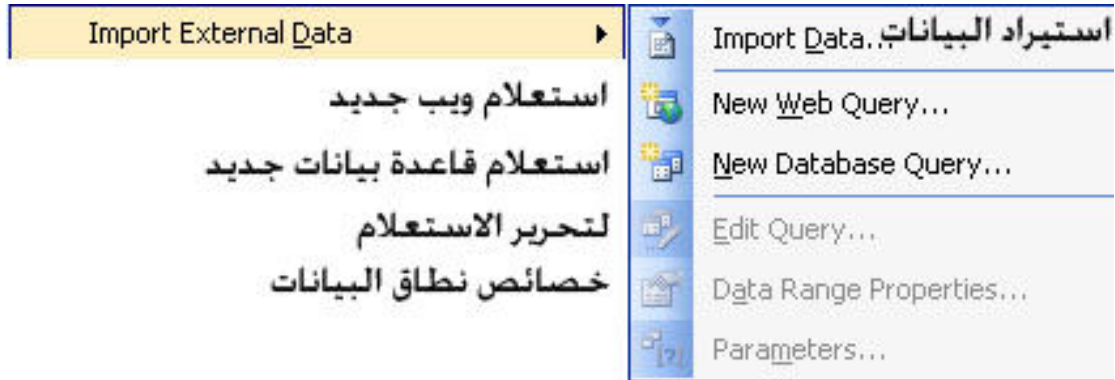 Import External Data
Import Data... استيراد البيانات
استعلام ويب جديد
New Web Query...
استعلام قاعدة بيانات جديد
New Database Query...
لتحرير الاستعلام
Edit Query...
خصائص نطاق البيانات
Data Range Properties...
Parameters...